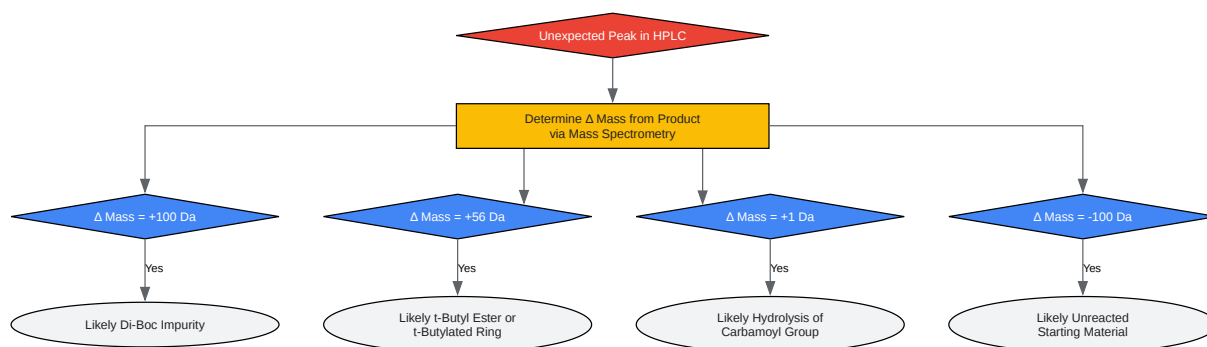 Unexpected Peak in HPLC
Determine Δ Mass from Product
via Mass Spectrometry
Δ Mass = +100 Da
Δ Mass = +56 Da
Δ Mass = +1 Da
Δ Mass = -100 Da
Yes
Yes
Yes
Yes
Likely Di-Boc Impurity
Likely t-Butyl Ester or
t-Butylated Ring
Likely Hydrolysis of
Carbamoyl Group
Likely Unreacted
Starting Material